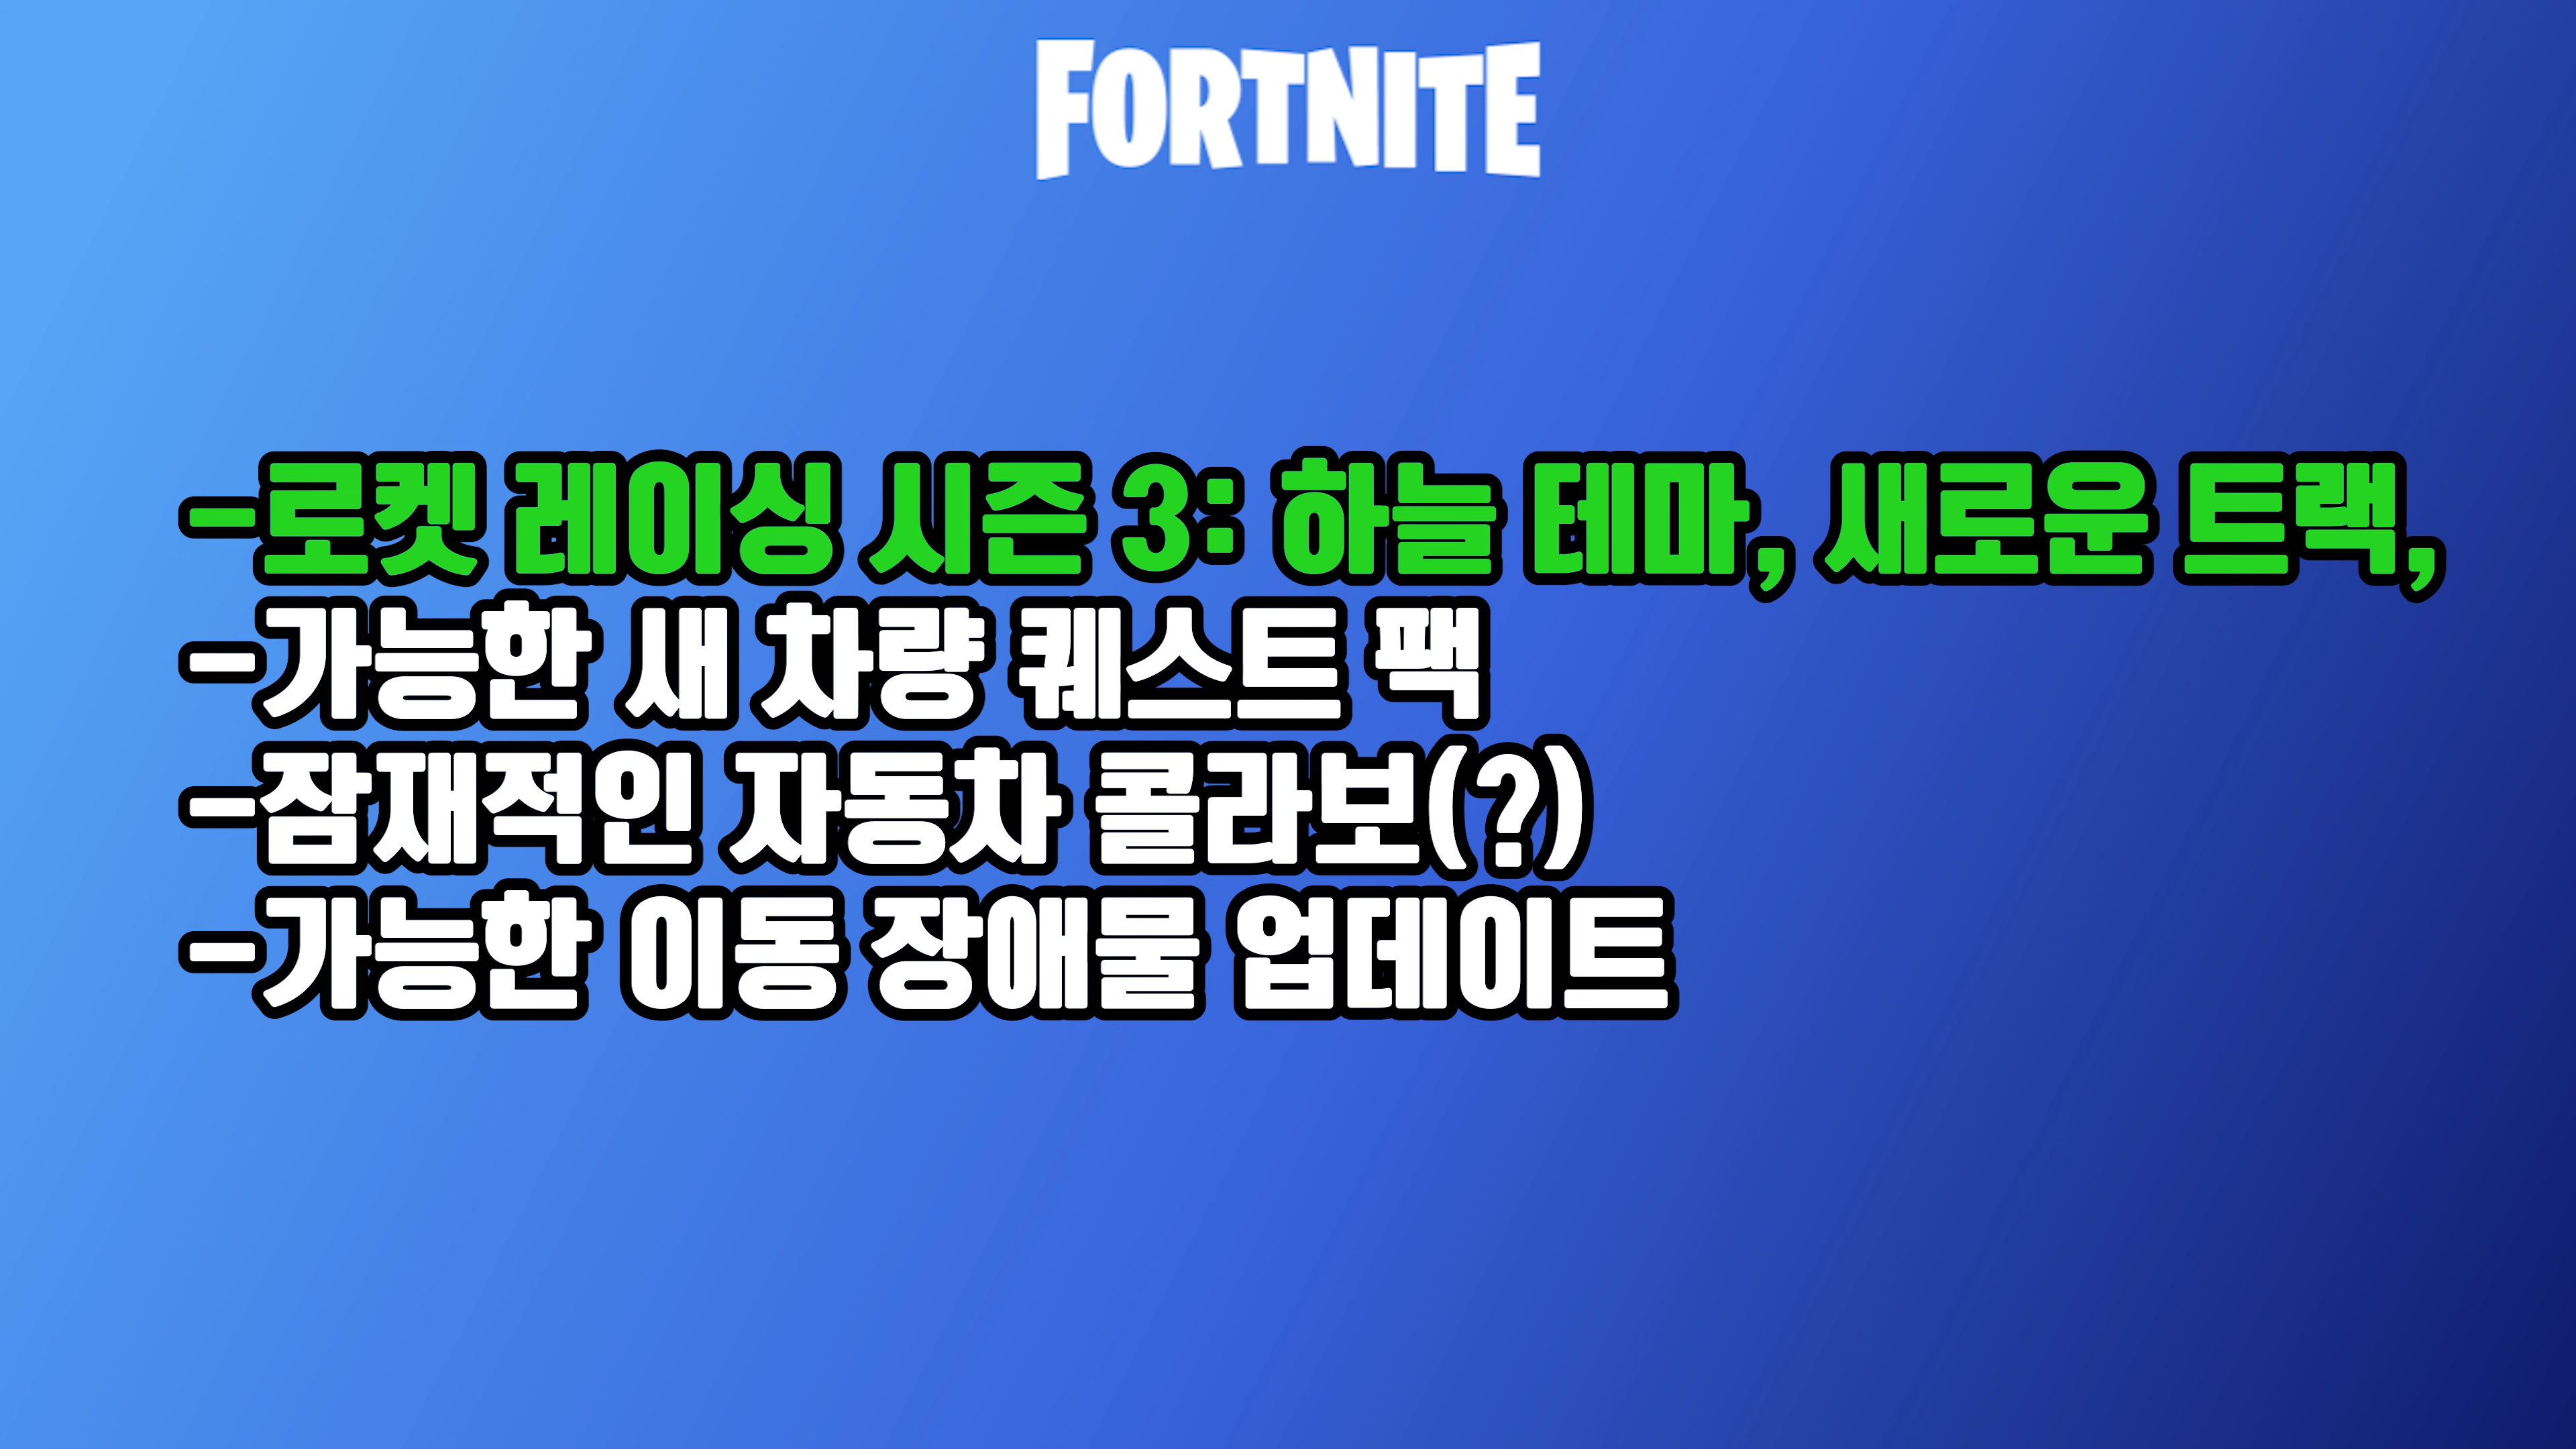 FORTNITE
-로켓 레이싱 시즌 3: 하늘 테마, 새로운 트랙,
-가능한 새 차량 퀘스트 팩
-잠재적인 자동차 콜라보(?)
-가능한 이동 장애물 업데이트